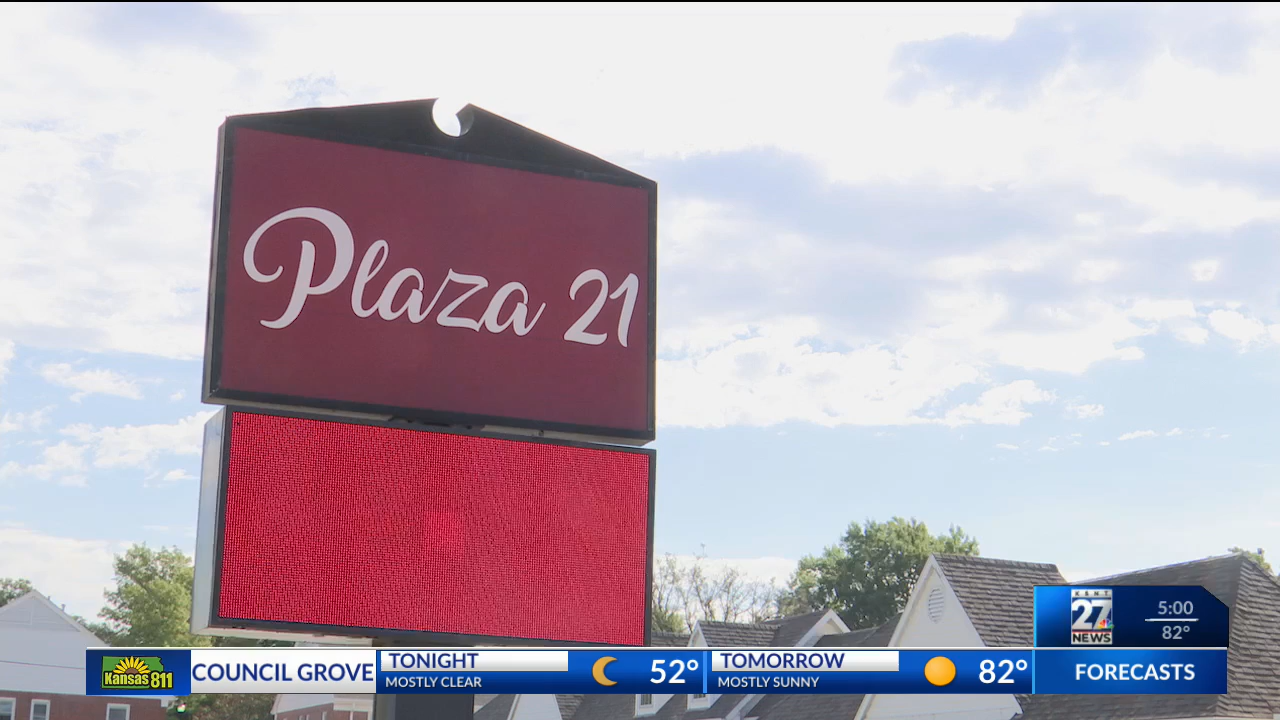 Plaza 21
KSNT
27
NEWS
5:00
82°
Kansas 811
COUNCIL GROVE
TONIGHT
MOSTLY CLEAR
52°
TOMORROW
MOSTLY SUNNY
82°
FORECASTS